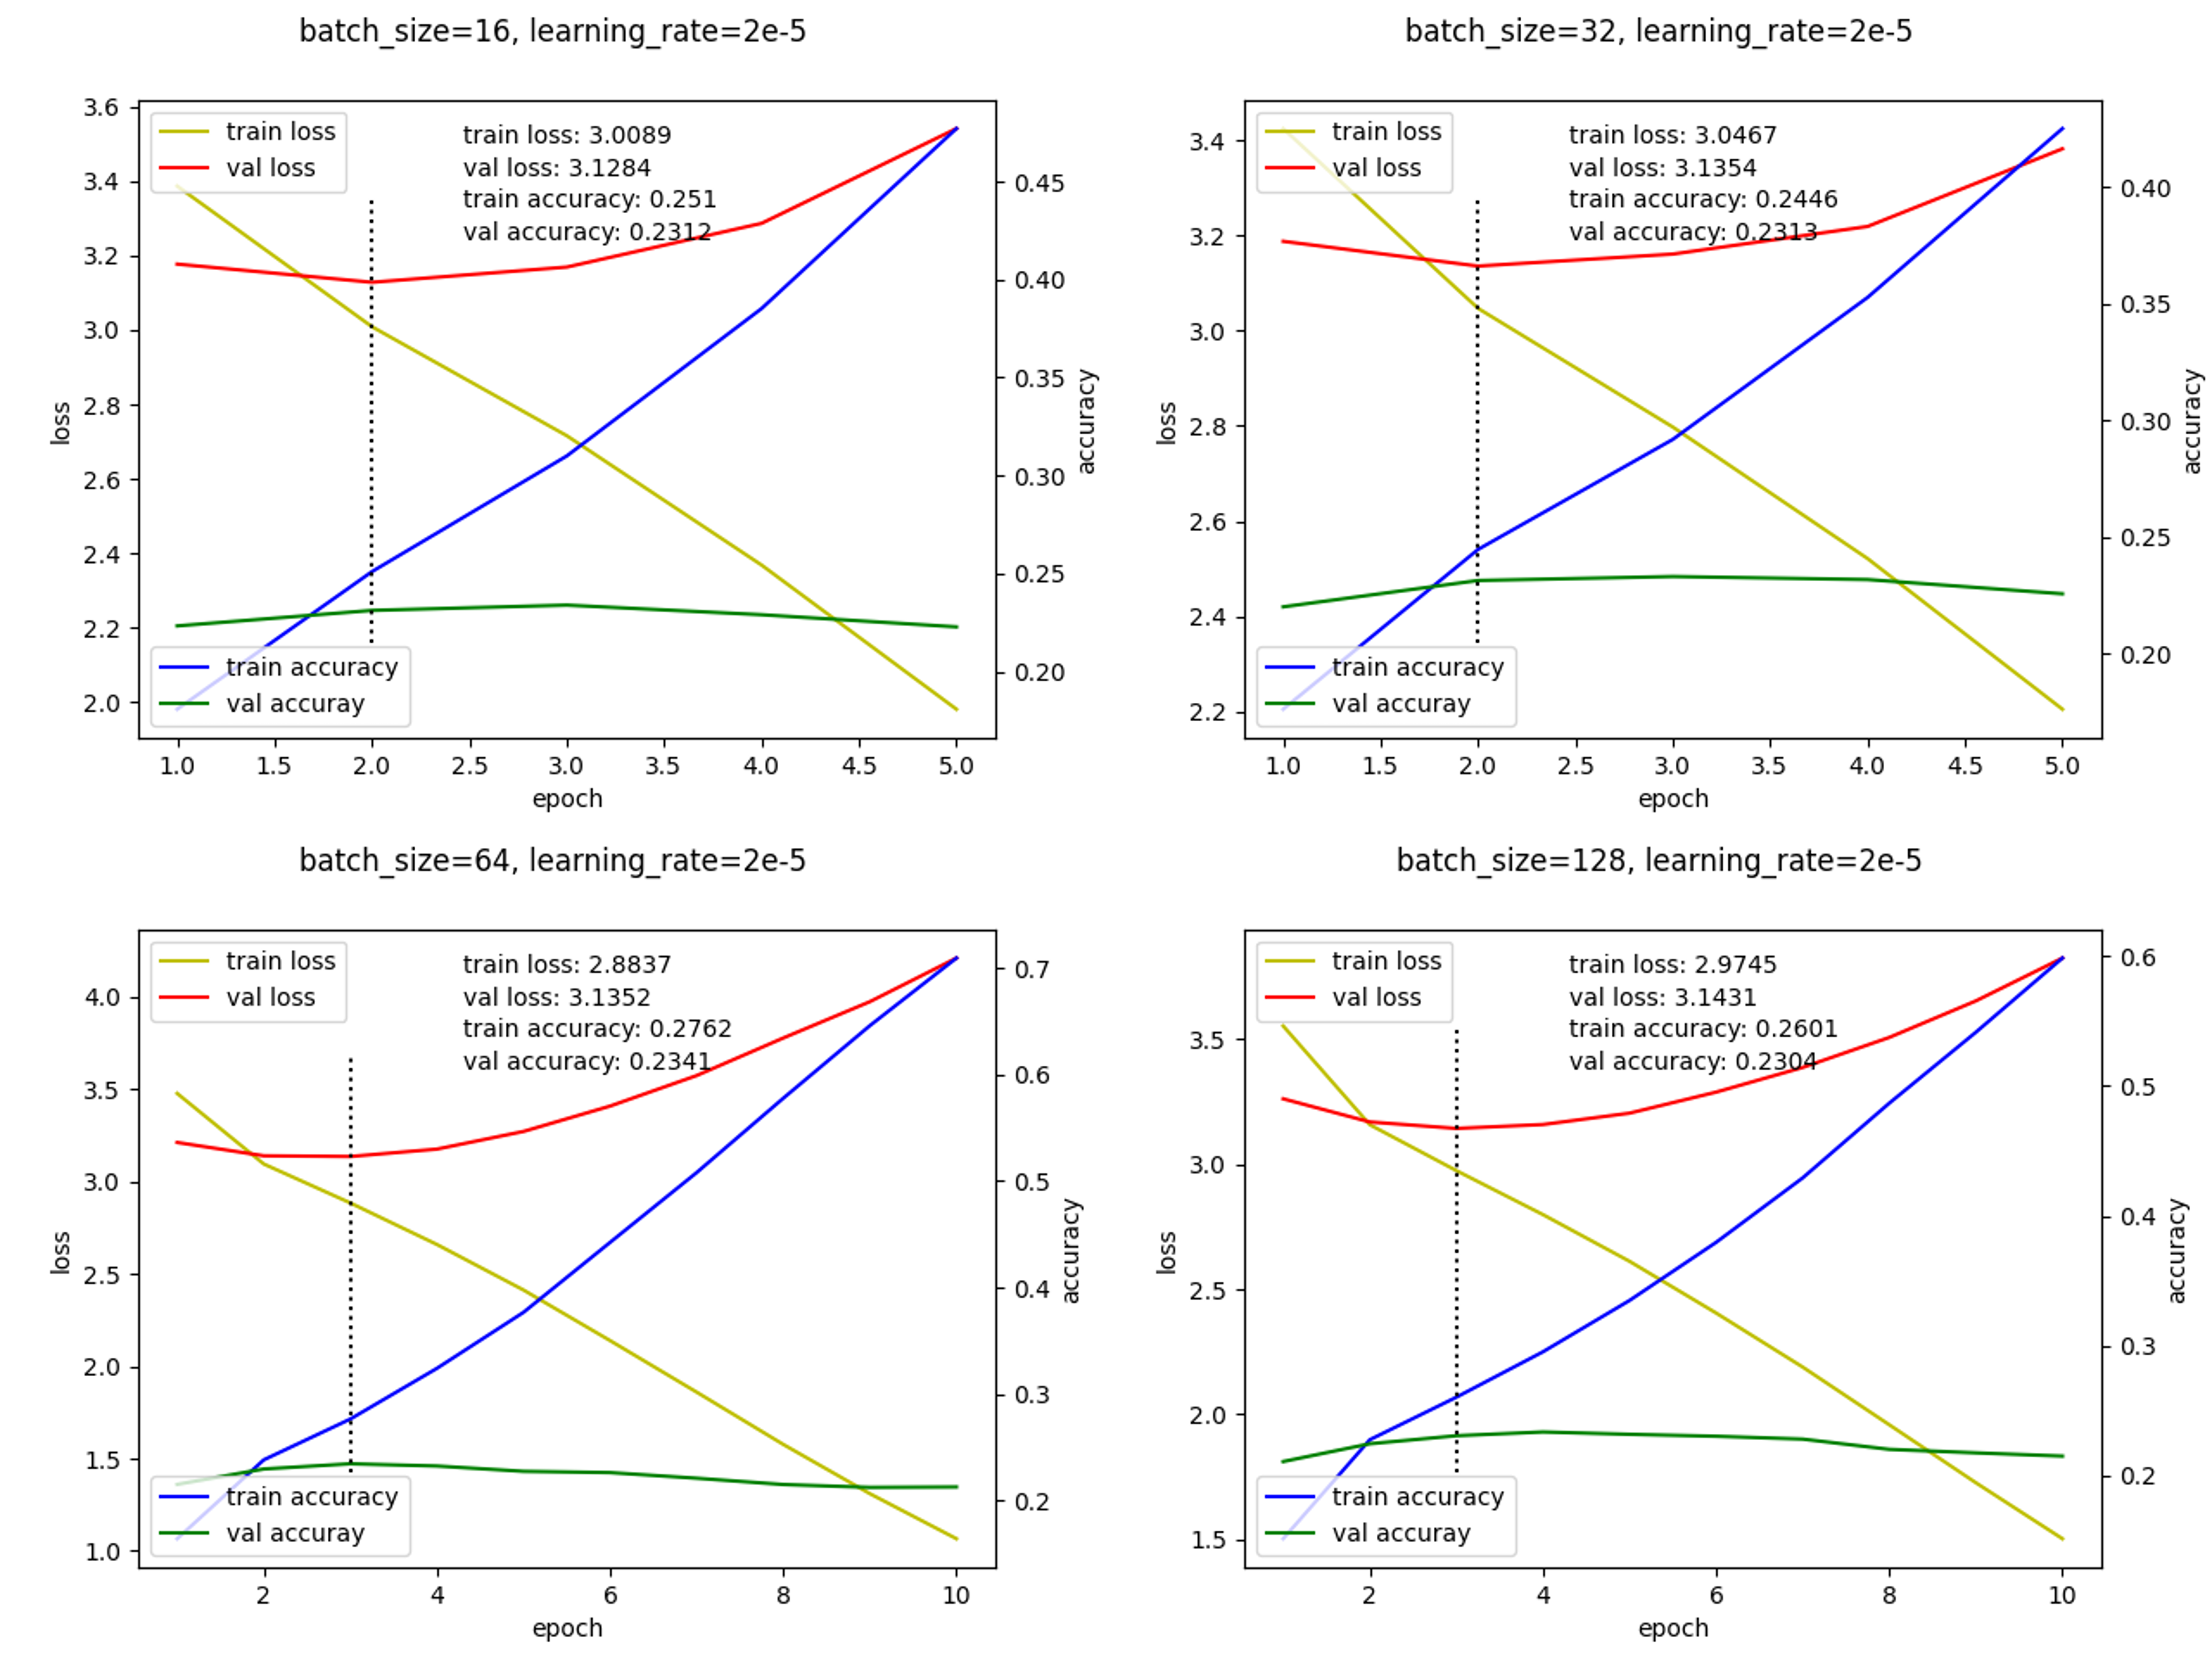 batch_size=16, learning_rate=2e-5
train loss
val loss
train loss: 3.0089
val loss: 3.1284
train accuracy: 0.251
val accuracy: 0.2312
train accuracy
val accuray
3.6
3.4
3.2
3.0
2.8
2.6
2.4
2.2
2.0
loss
0.45
0.40
0.35
0.30
0.25
0.20
accuracy
1.0 1.5 2.0 2.5 3.0 3.5 4.0 4.5 5.0
epoch
batch_size=32, learning_rate=2e-5
train loss
val loss
train loss: 3.0467
val loss: 3.1354
train accuracy: 0.2446
val accuracy: 0.2313
train accuracy
val accuray
3.4
3.2
3.0
2.8
2.6
2.4
2.2
loss
0.40
0.35
0.30
0.25
0.20
accuracy
1.0 1.5 2.0 2.5 3.0 3.5 4.0 4.5 5.0
epoch
batch_size=64, learning_rate=2e-5
train loss
val loss
train loss: 2.8837
val loss: 3.1352
train accuracy: 0.2762
val accuracy: 0.2341
train accuracy
val accuray
4.0
3.5
3.0
2.5
2.0
1.5
1.0
loss
0.7
0.6
0.5
0.4
0.3
0.2
accuracy
2 4 6 8 10
epoch
batch_size=128, learning_rate=2e-5
train loss
val loss
train loss: 2.9745
val loss: 3.1431
train accuracy: 0.2601
val accuracy: 0.2304
train accuracy
val accuray
3.5
3.0
2.5
2.0
1.5
loss
0.6
0.5
0.4
0.3
0.2
accuracy
2 4 6 8 10
epoch